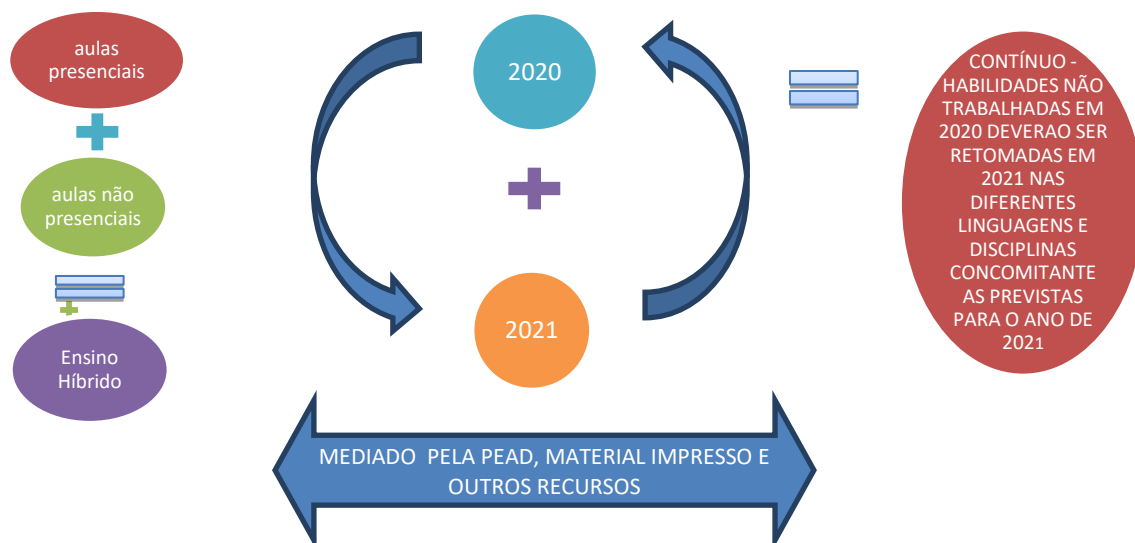 aulas
presenciais
aulas não
presenciais
Ensino
Híbrido
2020
2021
CONTÍNUO -
HABILIDADES NÃO
TRABALHADAS EM
2020 DEVERAO SER
RETOMADAS EM
2021 NAS
DIFERENTES
LINGUAGENS E
DISCIPLINAS
CONCOMITANTE
AS PREVISTAS
PARA O ANO DE
2021
MEDIADO PELA PEAD, MATERIAL IMPRESSO E
OUTROS RECURSOS